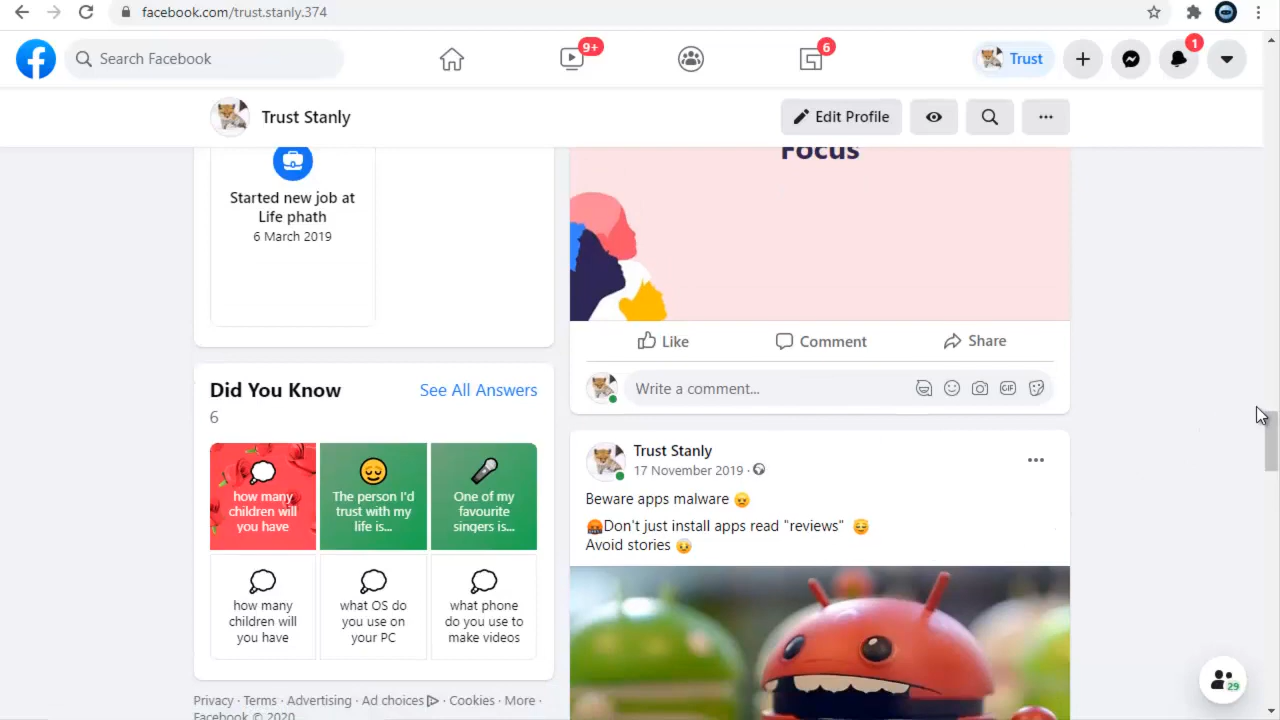 facebook.com/trust.stanly.374
Search Facebook
9+
6
Trust
1
Trust Stanly
Edit Profile
Focus
Started new job at
Life phath
6 March 2019
Like
Comment
Share
Write a comment...
GIF
Did You Know
See All Answers
6
how many
children will
you have
The person I'd
trust with my
life is...
One of my
favourite
singers is...
how many
children will
you have
what OS do
you use on
your PC
what phone
do you use to
make videos
Privacy · Terms · Advertising · Ad choices · Cookies · More ·
Facebook © 2020
Trust Stanly
17 November 2019 ·
Beware apps malware 😠
🤬Don't just install apps read "reviews" 😊
Avoid stories 😠
29